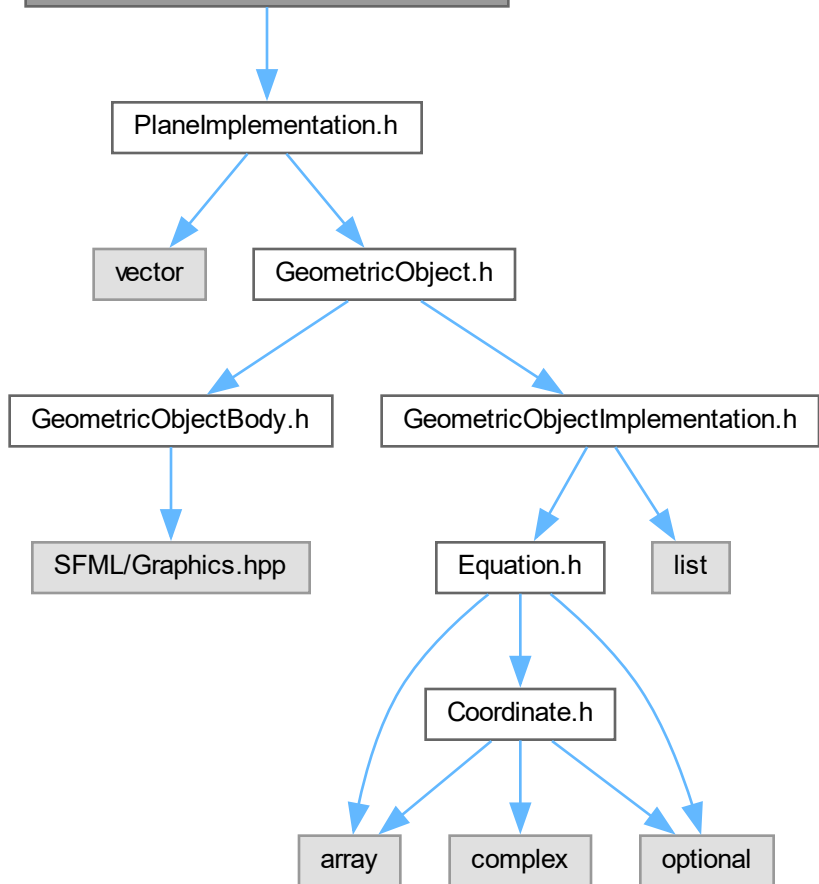 PlaneImplementation.h
vector
GeometricObject.h
GeometricObjectBody.h
GeometricObjectImplementation.h
SFML/Graphics.hpp
Equation.h
list
Coordinate.h
array
complex
optional